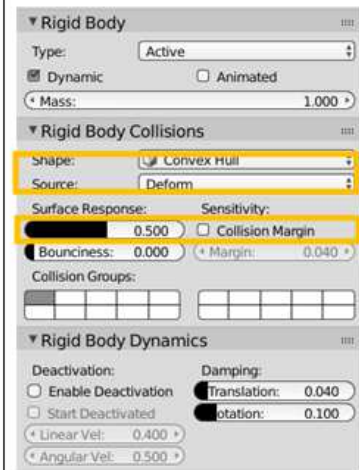 Rigid Body
Type: Active
Dynamic Animated
Mass: 1.000
Rigid Body Collisions
Shape: Convex Hull
Source: Deform
Surface Response: Sensitivity:
0.500 Collision Margin
Bounciness: 0.000 Margin: 0.040
Collision Groups:
Rigid Body Dynamics
Deactivation: Damping:
Enable Deactivation Translation: 0.040
Start Deactivated otation: 0.100
Linear Vel: 0.400
Angular Vel: 0.500